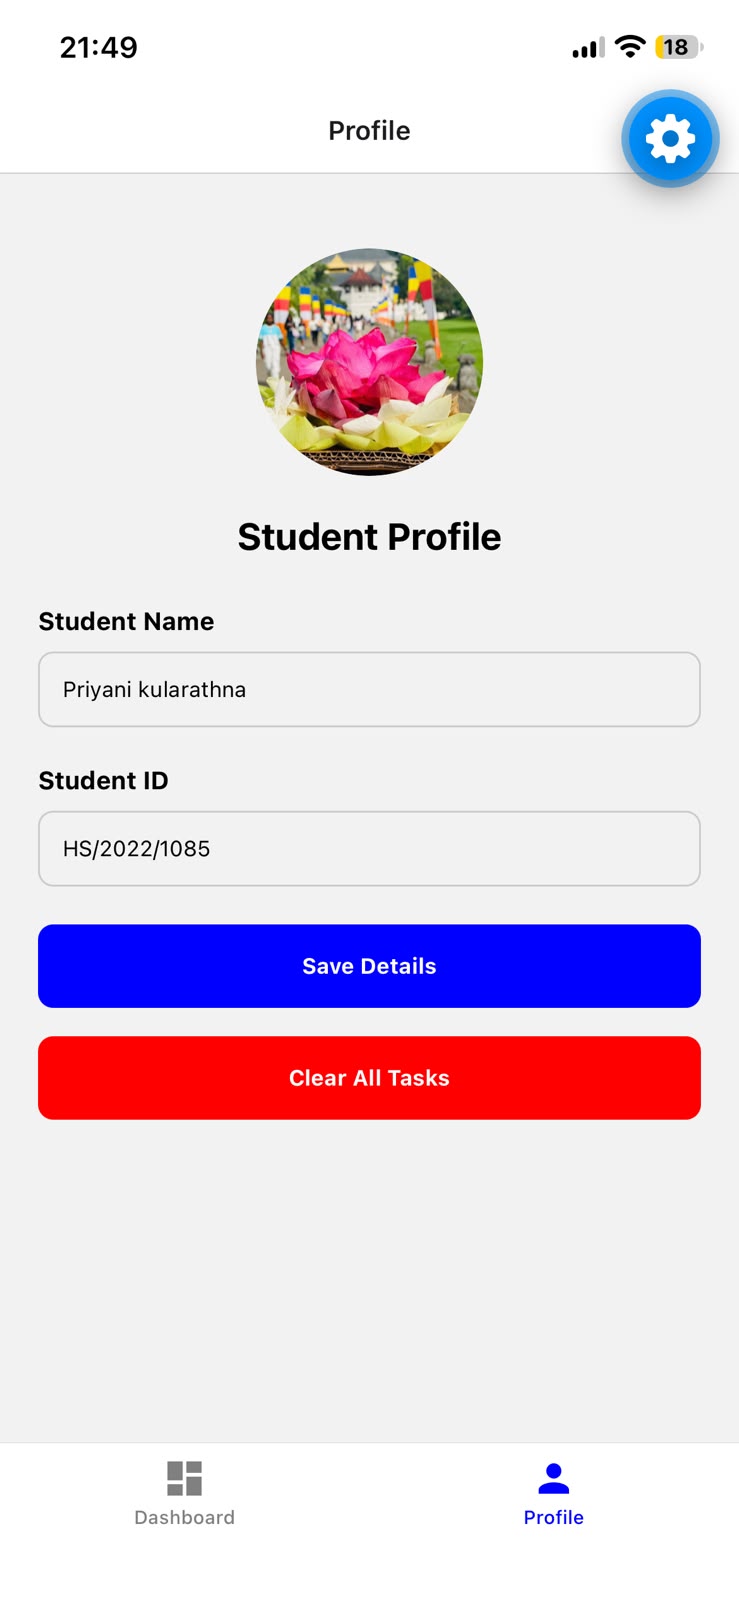 21:49
18
Profile
Student Profile
Student Name
Priyani kularathna
Student ID
HS/2022/1085
Save Details
Clear All Tasks
Dashboard
Profile